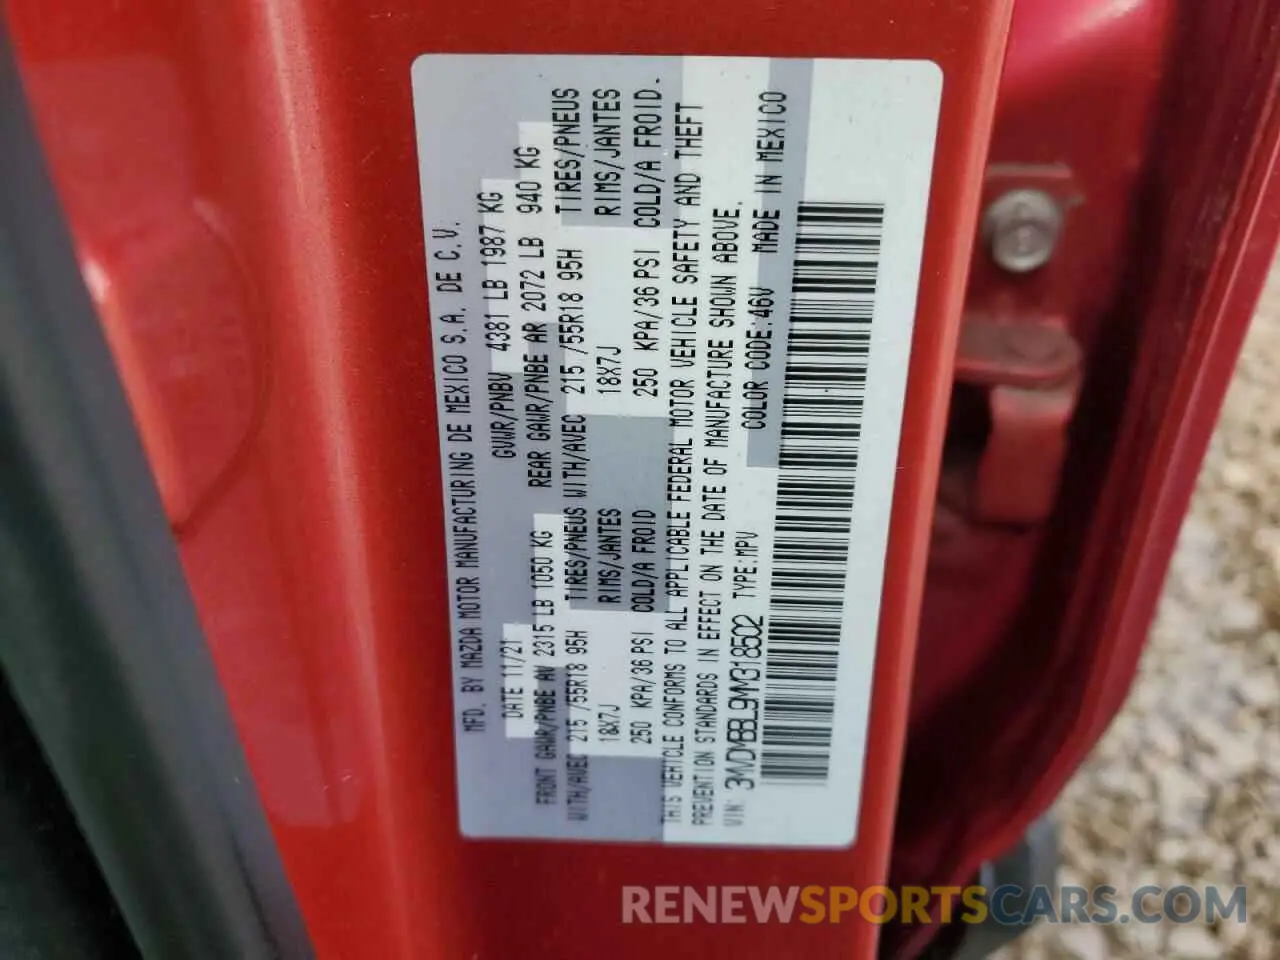 MFD. BY MAZDA MOTOR MANUFACTURING DE MEXICO S.A. DE C.V.
DATE 11/21 GVWR/PNBV 4381 LB 1987 KG
FRONT GAWR/PNBE AV 2315 LB 1050 KG REAR GAWR/PNBE AR 2072 LB 940 KG
WITH/AVEC 215 /55R18 95H TIRES/PNEUS WITH/AVEC 215 /55R18 95H TIRES/PNEUS
18X7J RIMS/JANTES 18X7J RIMS/JANTES
250 KPA/36 PSI COLD/A FROID 250 KPA/36 PSI COLD/A FROID.
THIS VEHICLE CONFORMS TO ALL APPLICABLE FEDERAL MOTOR VEHICLE SAFETY AND THEFT
PREVENTION STANDARDS IN EFFECT ON THE DATE OF MANUFACTURE SHOWN ABOVE.
VIN: 3MVDMBBL9MM318502 TYPE:MPV COLOR CODE:46V MADE IN MEXICO
RENEWSPORTSCARS.COM